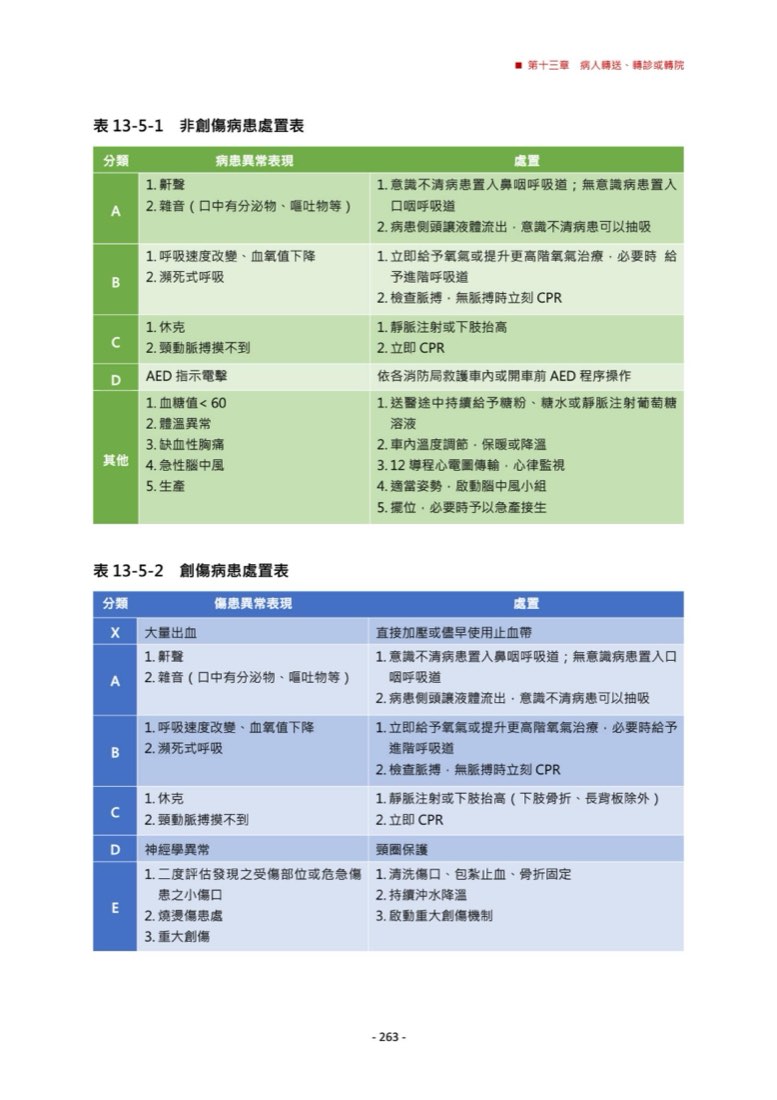 ■ 第十三章　病人轉送、轉診或轉院
表 13-5-1　非創傷病患處置表
分類　病患異常表現　處置
A
1. 鼾聲
2. 雜音（口中有分泌物、嘔吐物等）
1. 意識不清病患置入鼻咽呼吸道；無意識病患置入
口咽呼吸道
2. 病患側頭讓液體流出，意識不清病患可以抽吸
B
1. 呼吸速度改變、血氧值下降
2. 瀕死式呼吸
1. 立即給予氧氣或提升更高階氧氣治療，必要時 給
予進階呼吸道
2. 檢查脈搏，無脈搏時立刻 CPR
C
1. 休克
2. 頸動脈搏摸不到
1. 靜脈注射或下肢抬高
2. 立即 CPR
D
AED 指示電擊
依各消防局救護車內或開車前 AED 程序操作
其他
1. 血糖值< 60
2. 體溫異常
3. 缺血性胸痛
4. 急性腦中風
5. 生產
1. 送醫途中持續給予糖粉、糖水或靜脈注射葡萄糖
溶液
2. 車內溫度調節，保暖或降溫
3. 12 導程心電圖傳輸，心律監視
4. 適當姿勢，啟動腦中風小組
5. 擺位，必要時予以急產接生
表 13-5-2　創傷病患處置表
分類　傷患異常表現　處置
X
大量出血
直接加壓或儘早使用止血帶
A
1. 鼾聲
2. 雜音（口中有分泌物、嘔吐物等）
1. 意識不清病患置入鼻咽呼吸道；無意識病患置入口
咽呼吸道
2. 病患側頭讓液體流出，意識不清病患可以抽吸
B
1. 呼吸速度改變、血氧值下降
2. 瀕死式呼吸
1. 立即給予氧氣或提升更高階氧氣治療，必要時給予
進階呼吸道
2. 檢查脈搏，無脈搏時立刻 CPR
C
1. 休克
2. 頸動脈搏摸不到
1. 靜脈注射或下肢抬高（下肢骨折、長背板除外）
2. 立即 CPR
D
神經學異常
頸圈保護
E
1. 二度評估發現之受傷部位或危急傷
患之小傷口
2. 燒燙傷患處
3. 重大創傷
1. 清洗傷口、包紮止血、骨折固定
2. 持續沖水降溫
3. 啟動重大創傷機制
- 263 -